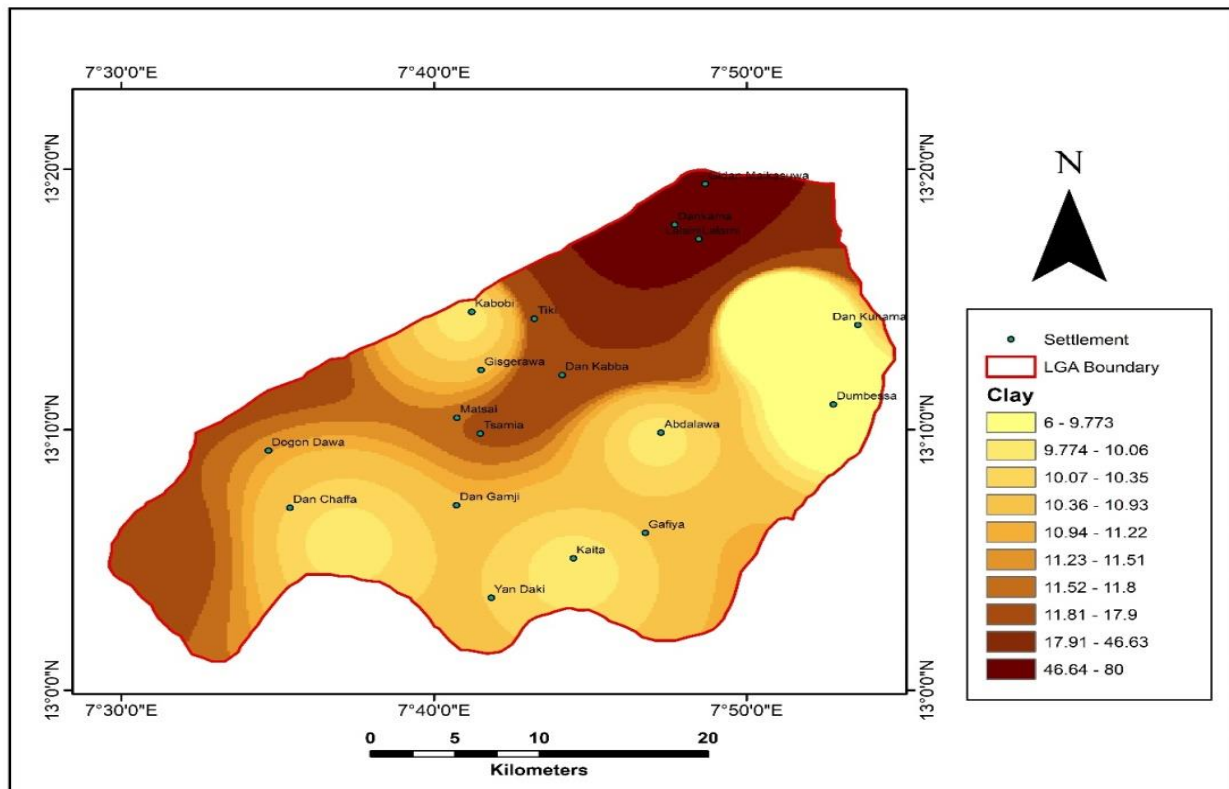 7°30'0"E 7°40'0"E 7°50'0"E
13°20'0"N 13°20'0"N
13°10'0"N 13°10'0"N
13°0'0"N 13°0'0"N
Maikasuwa
Dankama
Kabobi
Tiki
Dan Kunama
Gisgerawa
Dan Kabba
Dumbessa
Matsai
Tsamia
Abdalawa
Dogon Dawa
Dan Chaffa
Dan Gamji
Gafiya
Kaita
Yan Daki
7°30'0"E 7°40'0"E 7°50'0"E
0 5 10 20
Kilometers
N
Settlement
LGA Boundary
Clay
6 - 9.773
9.774 - 10.06
10.07 - 10.35
10.36 - 10.93
10.94 - 11.22
11.23 - 11.51
11.52 - 11.8
11.81 - 17.9
17.91 - 46.63
46.64 - 80